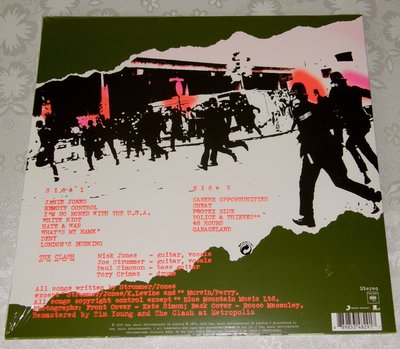 Side 1
JANIE JONES
REMOTE CONTROL
I'M SO BORED WITH THE U.S.A.
WHITE RIOT
HATE & WAR
WHAT'S MY NAME*
DENY
LONDON'S BURNING
Side 2
CAREER OPPORTUNITIES
CHEAT
PROTEX BLUE
POLICE & THIEVES**
48 HOURS
GARAGELAND
THE CLASH
Mick Jones - guitar, vocals
Joe Strummer - guitar, vocals
Paul Simonon - bass guitar
Tory Crimes - drums
All songs written by Strummer/Jones
except * Strummer/Jones/K.Levine and ** Murvin/Perry.
All songs copyright control except ** Blue Mountain Music Ltd.
Photographs: Front Cover - Kate Simon; Back Cover - Rocco Macauley.
Remastered by Tim Young and The Clash at Metropolis
Stereo